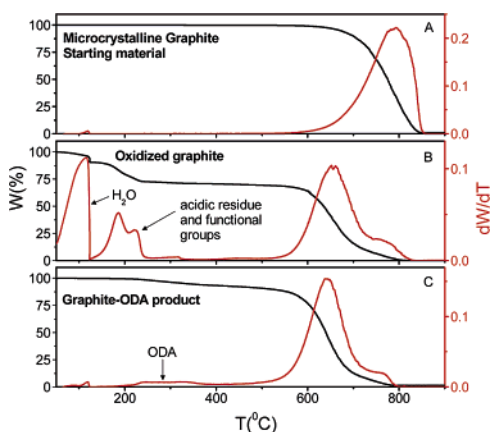 100
75
50
25
0
Microcrystalline Graphite
Starting material
A
0.2
0.1
0.0
100
75
50
25
0
Oxidized graphite
B
H₂O
acidic residue
and functional
groups
0.1
0.0
W(%)
dW/dT
100
75
50
25
0
Graphite-ODA product
C
ODA
0.1
0.0
200
400
600
800
T(⁰C)